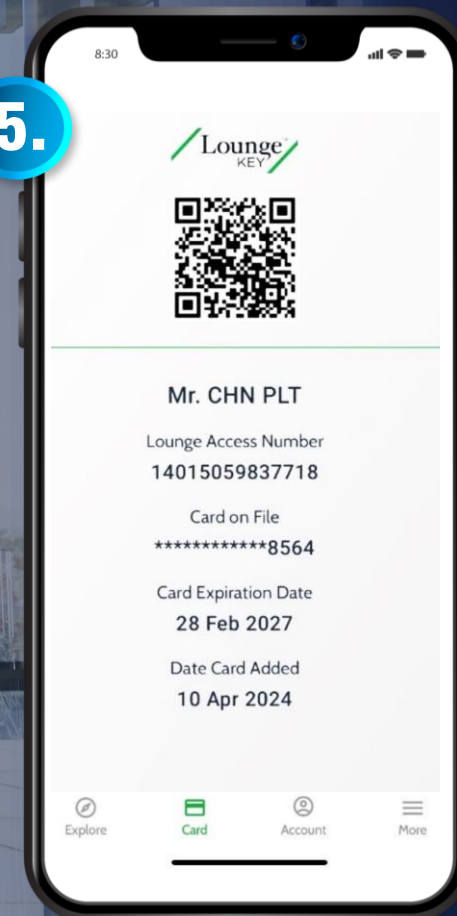 5.
8:30
Lounge™
KEY
Mr. CHN PLT
Lounge Access Number
14015059837718
Card on File
************8564
Card Expiration Date
28 Feb 2027
Date Card Added
10 Apr 2024
Explore Card Account More